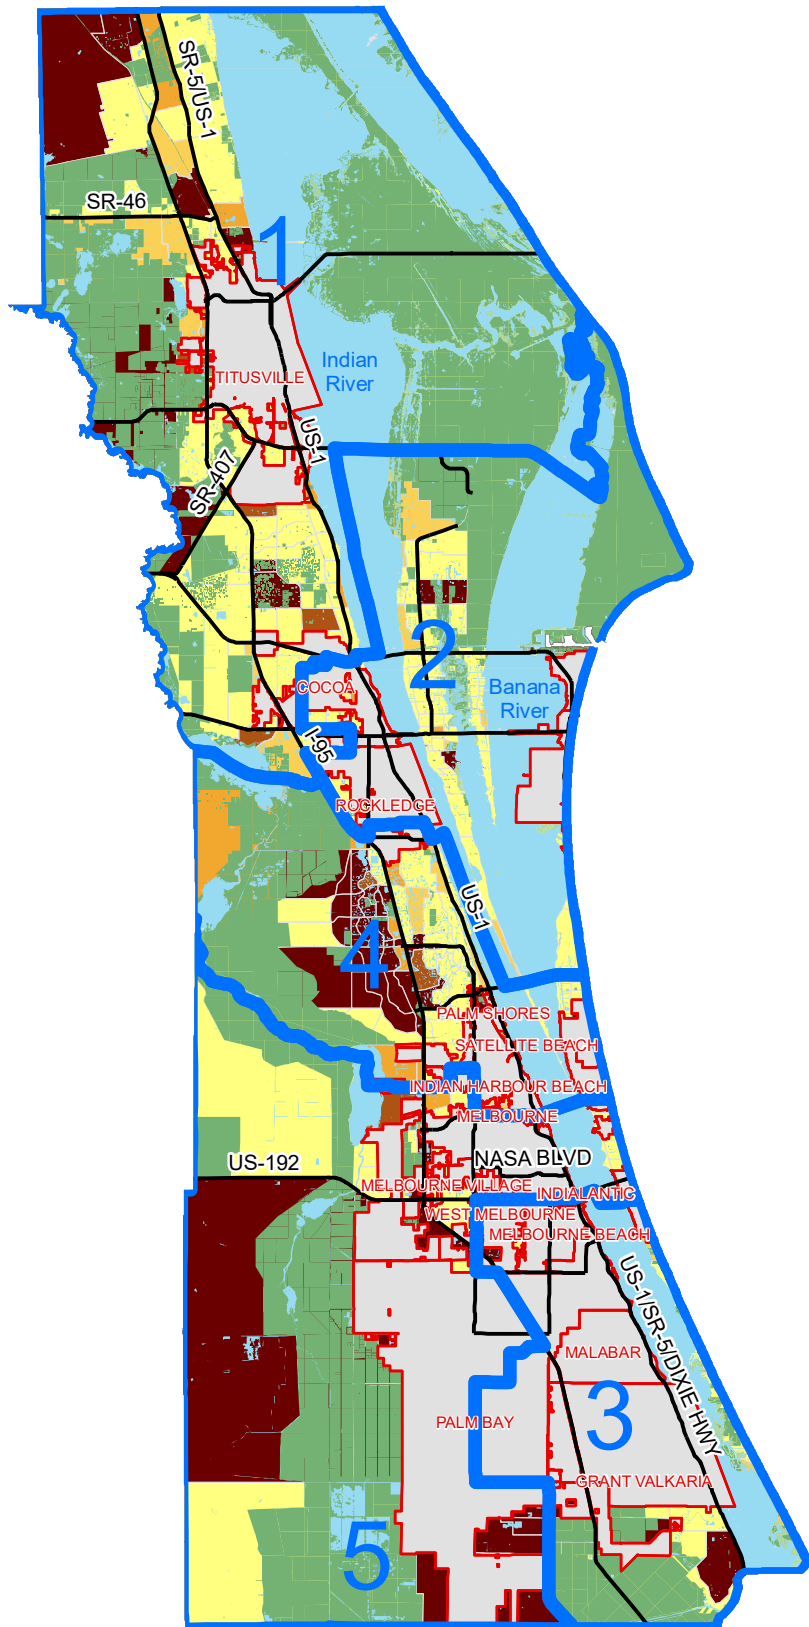 SR-5/US-1
SR-46
1
Indian
River
TITUSVILLE
US-1
SR-407
2
COCOA
Banana
River
I-95
ROCKLEDGE
US-1
4
PALM SHORES
SATELLITE BEACH
INDIAN HARBOUR BEACH
MELBOURNE
NASA BLVD
US-192
MELBOURNE VILLAGE
INDIALANTIC
WEST MELBOURNE
MELBOURNE BEACH
US-1/SR-5/DIXIE HWY
MALABAR
3
PALM BAY
GRANT VALKARIA
5